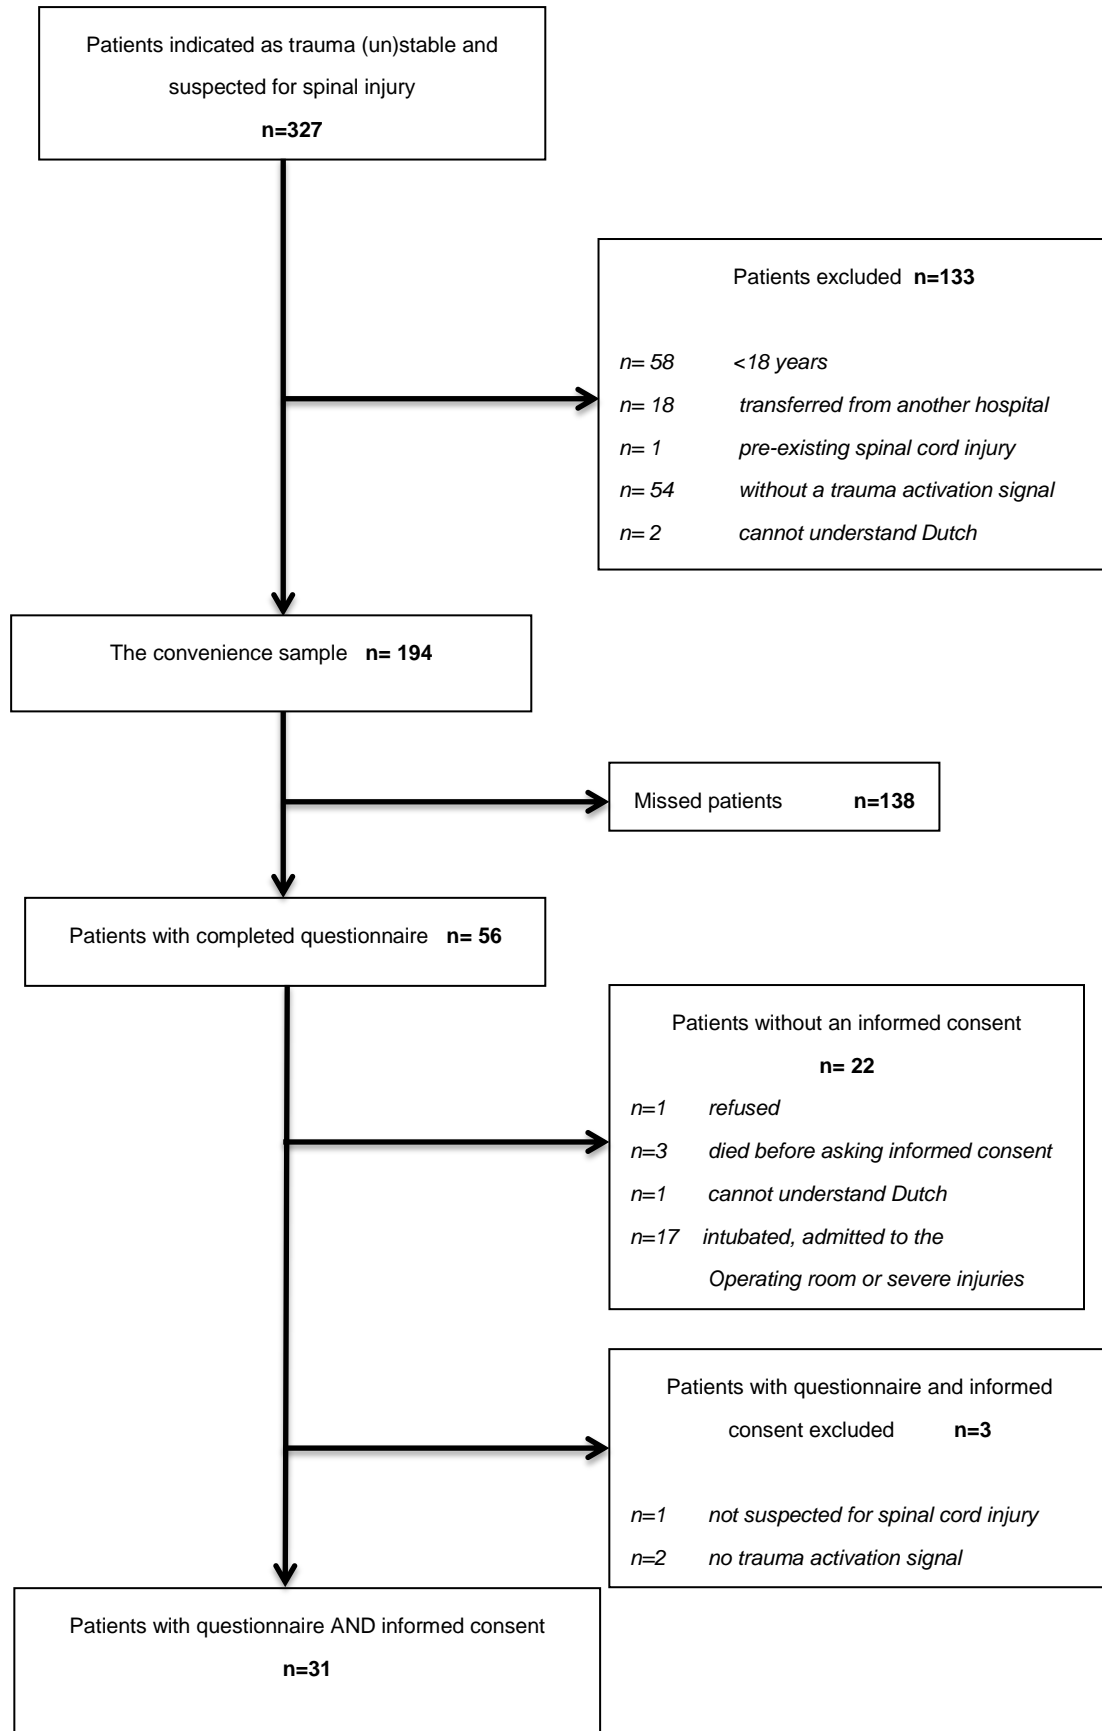 Patients indicated as trauma (un)stable and
suspected for spinal injury
n=327
Patients excluded n=133
n= 58 <18 years
n= 18 transferred from another hospital
n= 1 pre-existing spinal cord injury
n= 54 without a trauma activation signal
n= 2 cannot understand Dutch
The convenience sample n= 194
Missed patients n=138
Patients with completed questionnaire n= 56
Patients without an informed consent
n= 22
n=1 refused
n=3 died before asking informed consent
n=1 cannot understand Dutch
n=17 intubated, admitted to the
Operating room or severe injuries
Patients with questionnaire and informed
consent excluded n=3
n=1 not suspected for spinal cord injury
n=2 no trauma activation signal
Patients with questionnaire AND informed consent
n=31